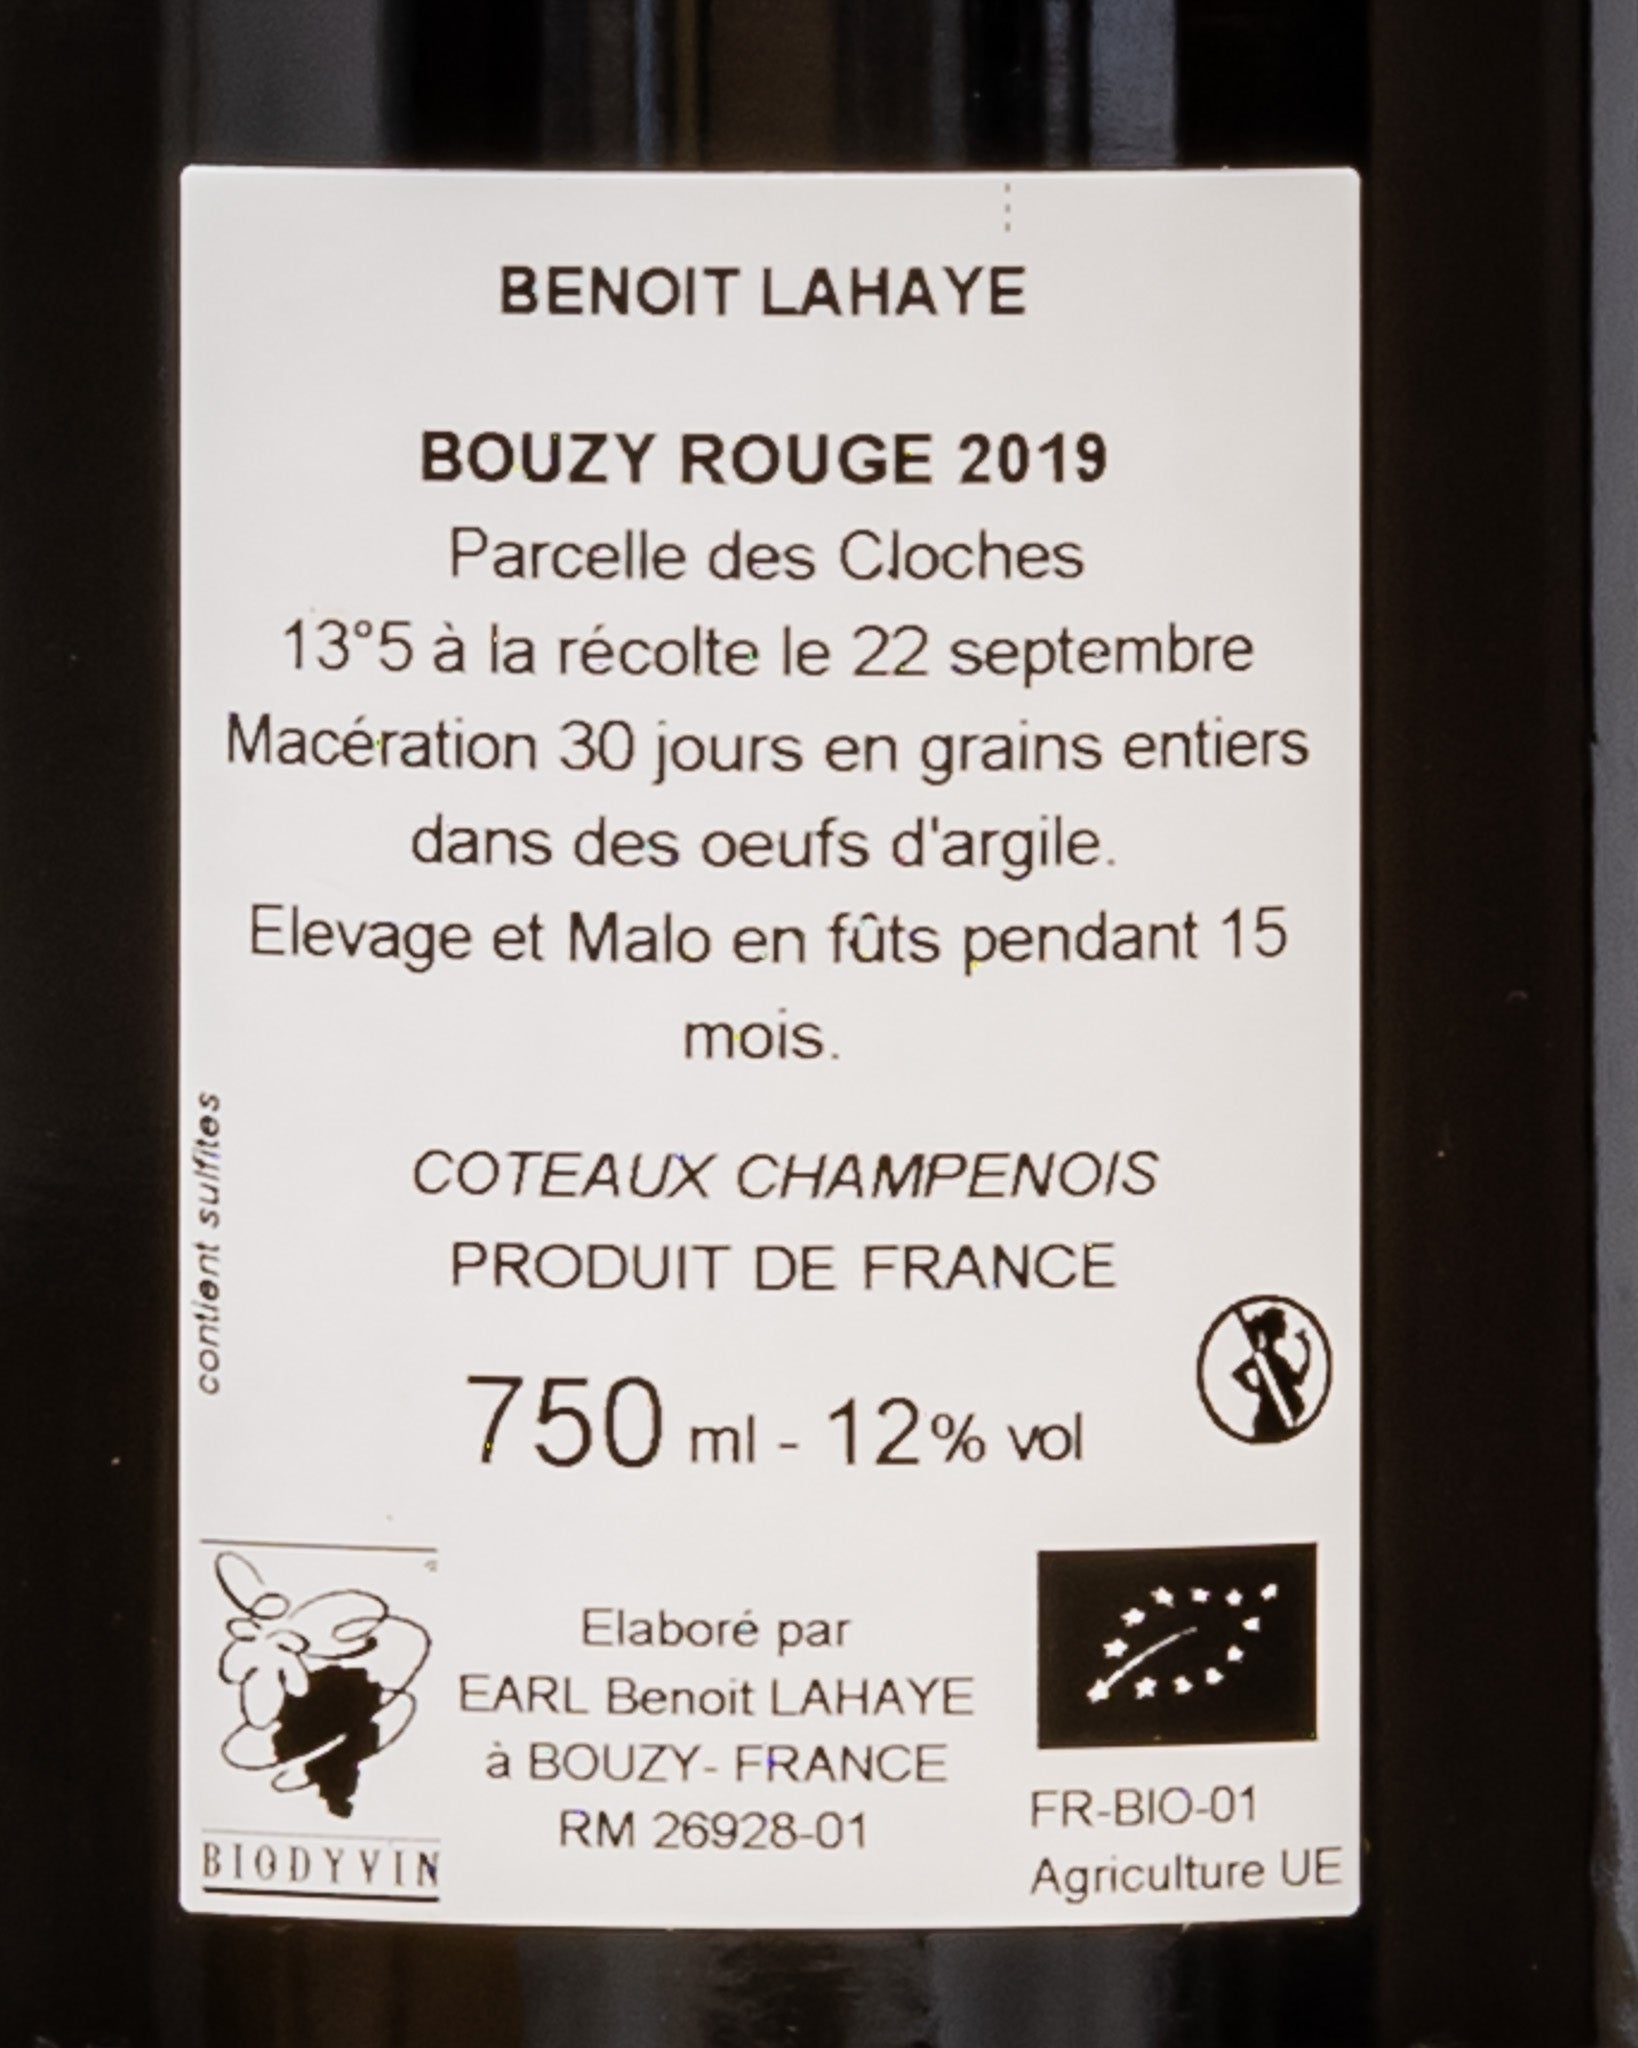 BENOIT LAHAYE
BOUZY ROUGE 2019
Parcelle des Cloches
13°5 à la récolte le 22 septembre
Macération 30 jours en grains entiers
dans des oeufs d'argile.
Elevage et Malo en fûts pendant 15
mois.
contient sulfites
COTEAUX CHAMPENOIS
PRODUIT DE FRANCE
750 ml - 12% vol
Elaboré par
EARL Benoit LAHAYE
à BOUZY- FRANCE
RM 26928-01
BIODYVIN
FR-BIO-01
Agriculture UE